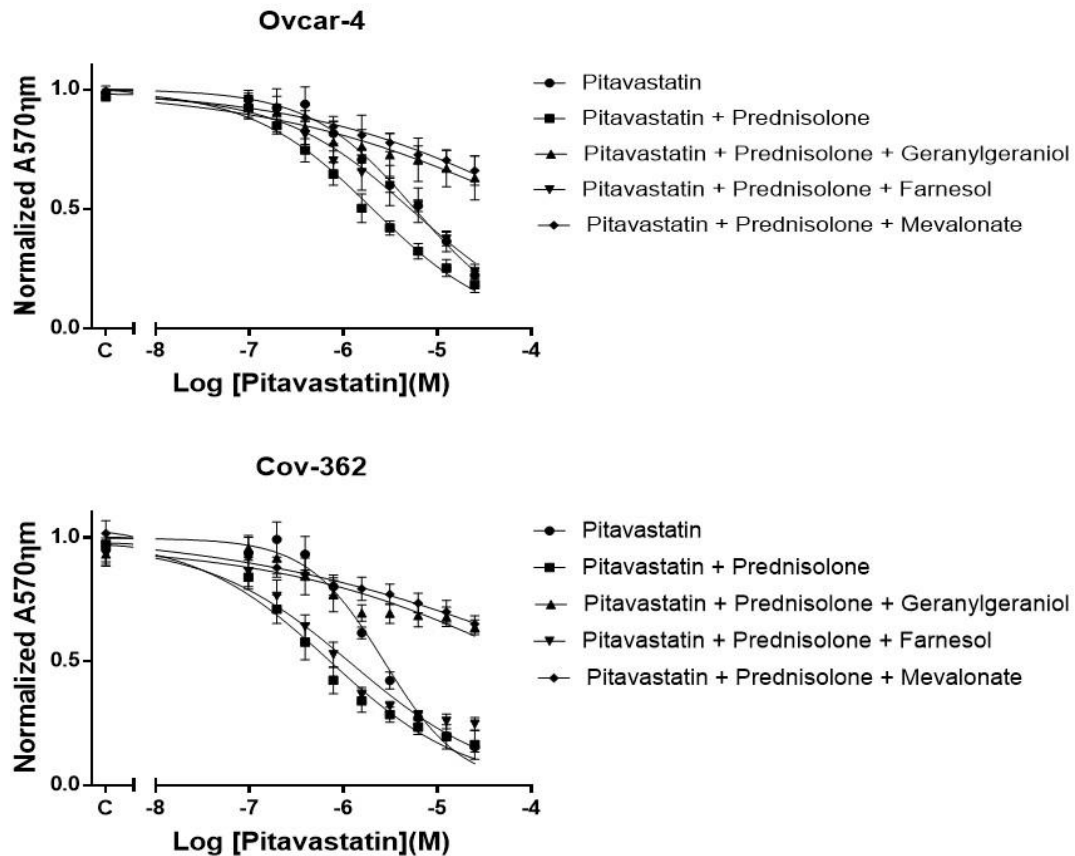 Ovcar-4
Normalized A570ηm
1.0
0.5
0.0
C
-8
-7
-6
-5
-4
Log [Pitavastatin](M)
Pitavastatin
Pitavastatin + Prednisolone
Pitavastatin + Prednisolone + Geranylgeraniol
Pitavastatin + Prednisolone + Farnesol
Pitavastatin + Prednisolone + Mevalonate
Cov-362
Normalized A570ηm
1.0
0.5
0.0
C
-8
-7
-6
-5
-4
Log [Pitavastatin](M)
Pitavastatin
Pitavastatin + Prednisolone
Pitavastatin + Prednisolone + Geranylgeraniol
Pitavastatin + Prednisolone + Farnesol
Pitavastatin + Prednisolone + Mevalonate